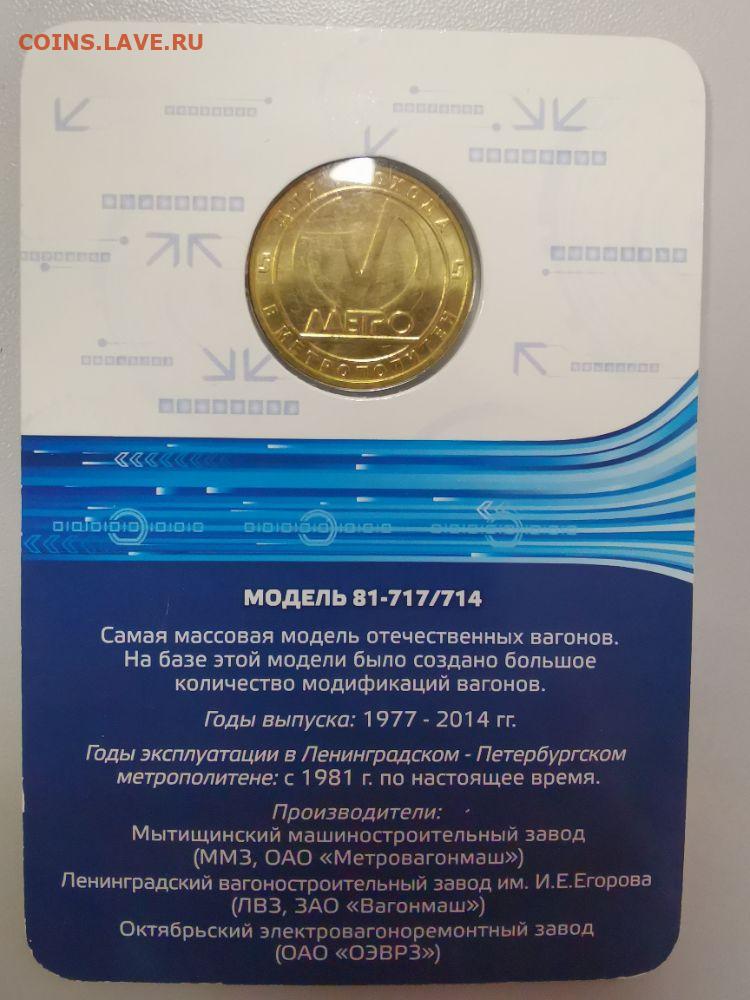 COINS.LAVE.RU
ДЛЯ ПРОХОДА
МЕТРО
В МЕТРОПОЛИТЕН
МОДЕЛЬ 81-717/714
Самая массовая модель отечественных вагонов.
На базе этой модели было создано большое
количество модификаций вагонов.
Годы выпуска: 1977 - 2014 гг.
Годы эксплуатации в Ленинградском - Петербургском
метрополитене: с 1981 г. по настоящее время.
Производители:
Мытищинский машиностроительный завод
(ММЗ, ОАО «Метровагонмаш»)
Ленинградский вагоностроительный завод им. И.Е.Егорова
(ЛВЗ, ЗАО «Вагонмаш»)
Октябрьский электровагоноремонтный завод
(ОАО «ОЭВРЗ»)